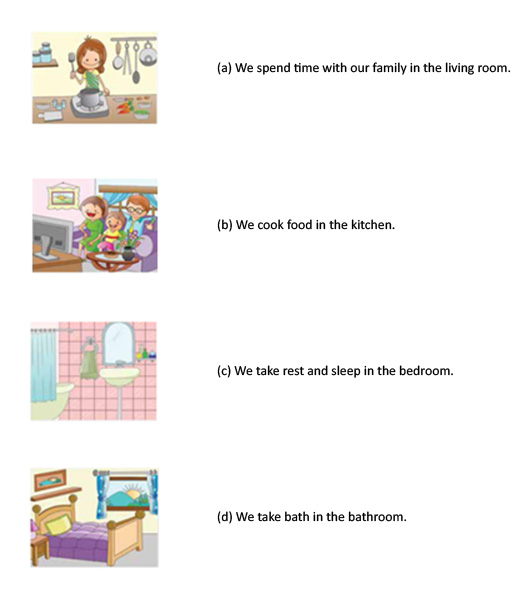 (a) We spend time with our family in the living room.
(b) We cook food in the kitchen.
(c) We take rest and sleep in the bedroom.
(d) We take bath in the bathroom.